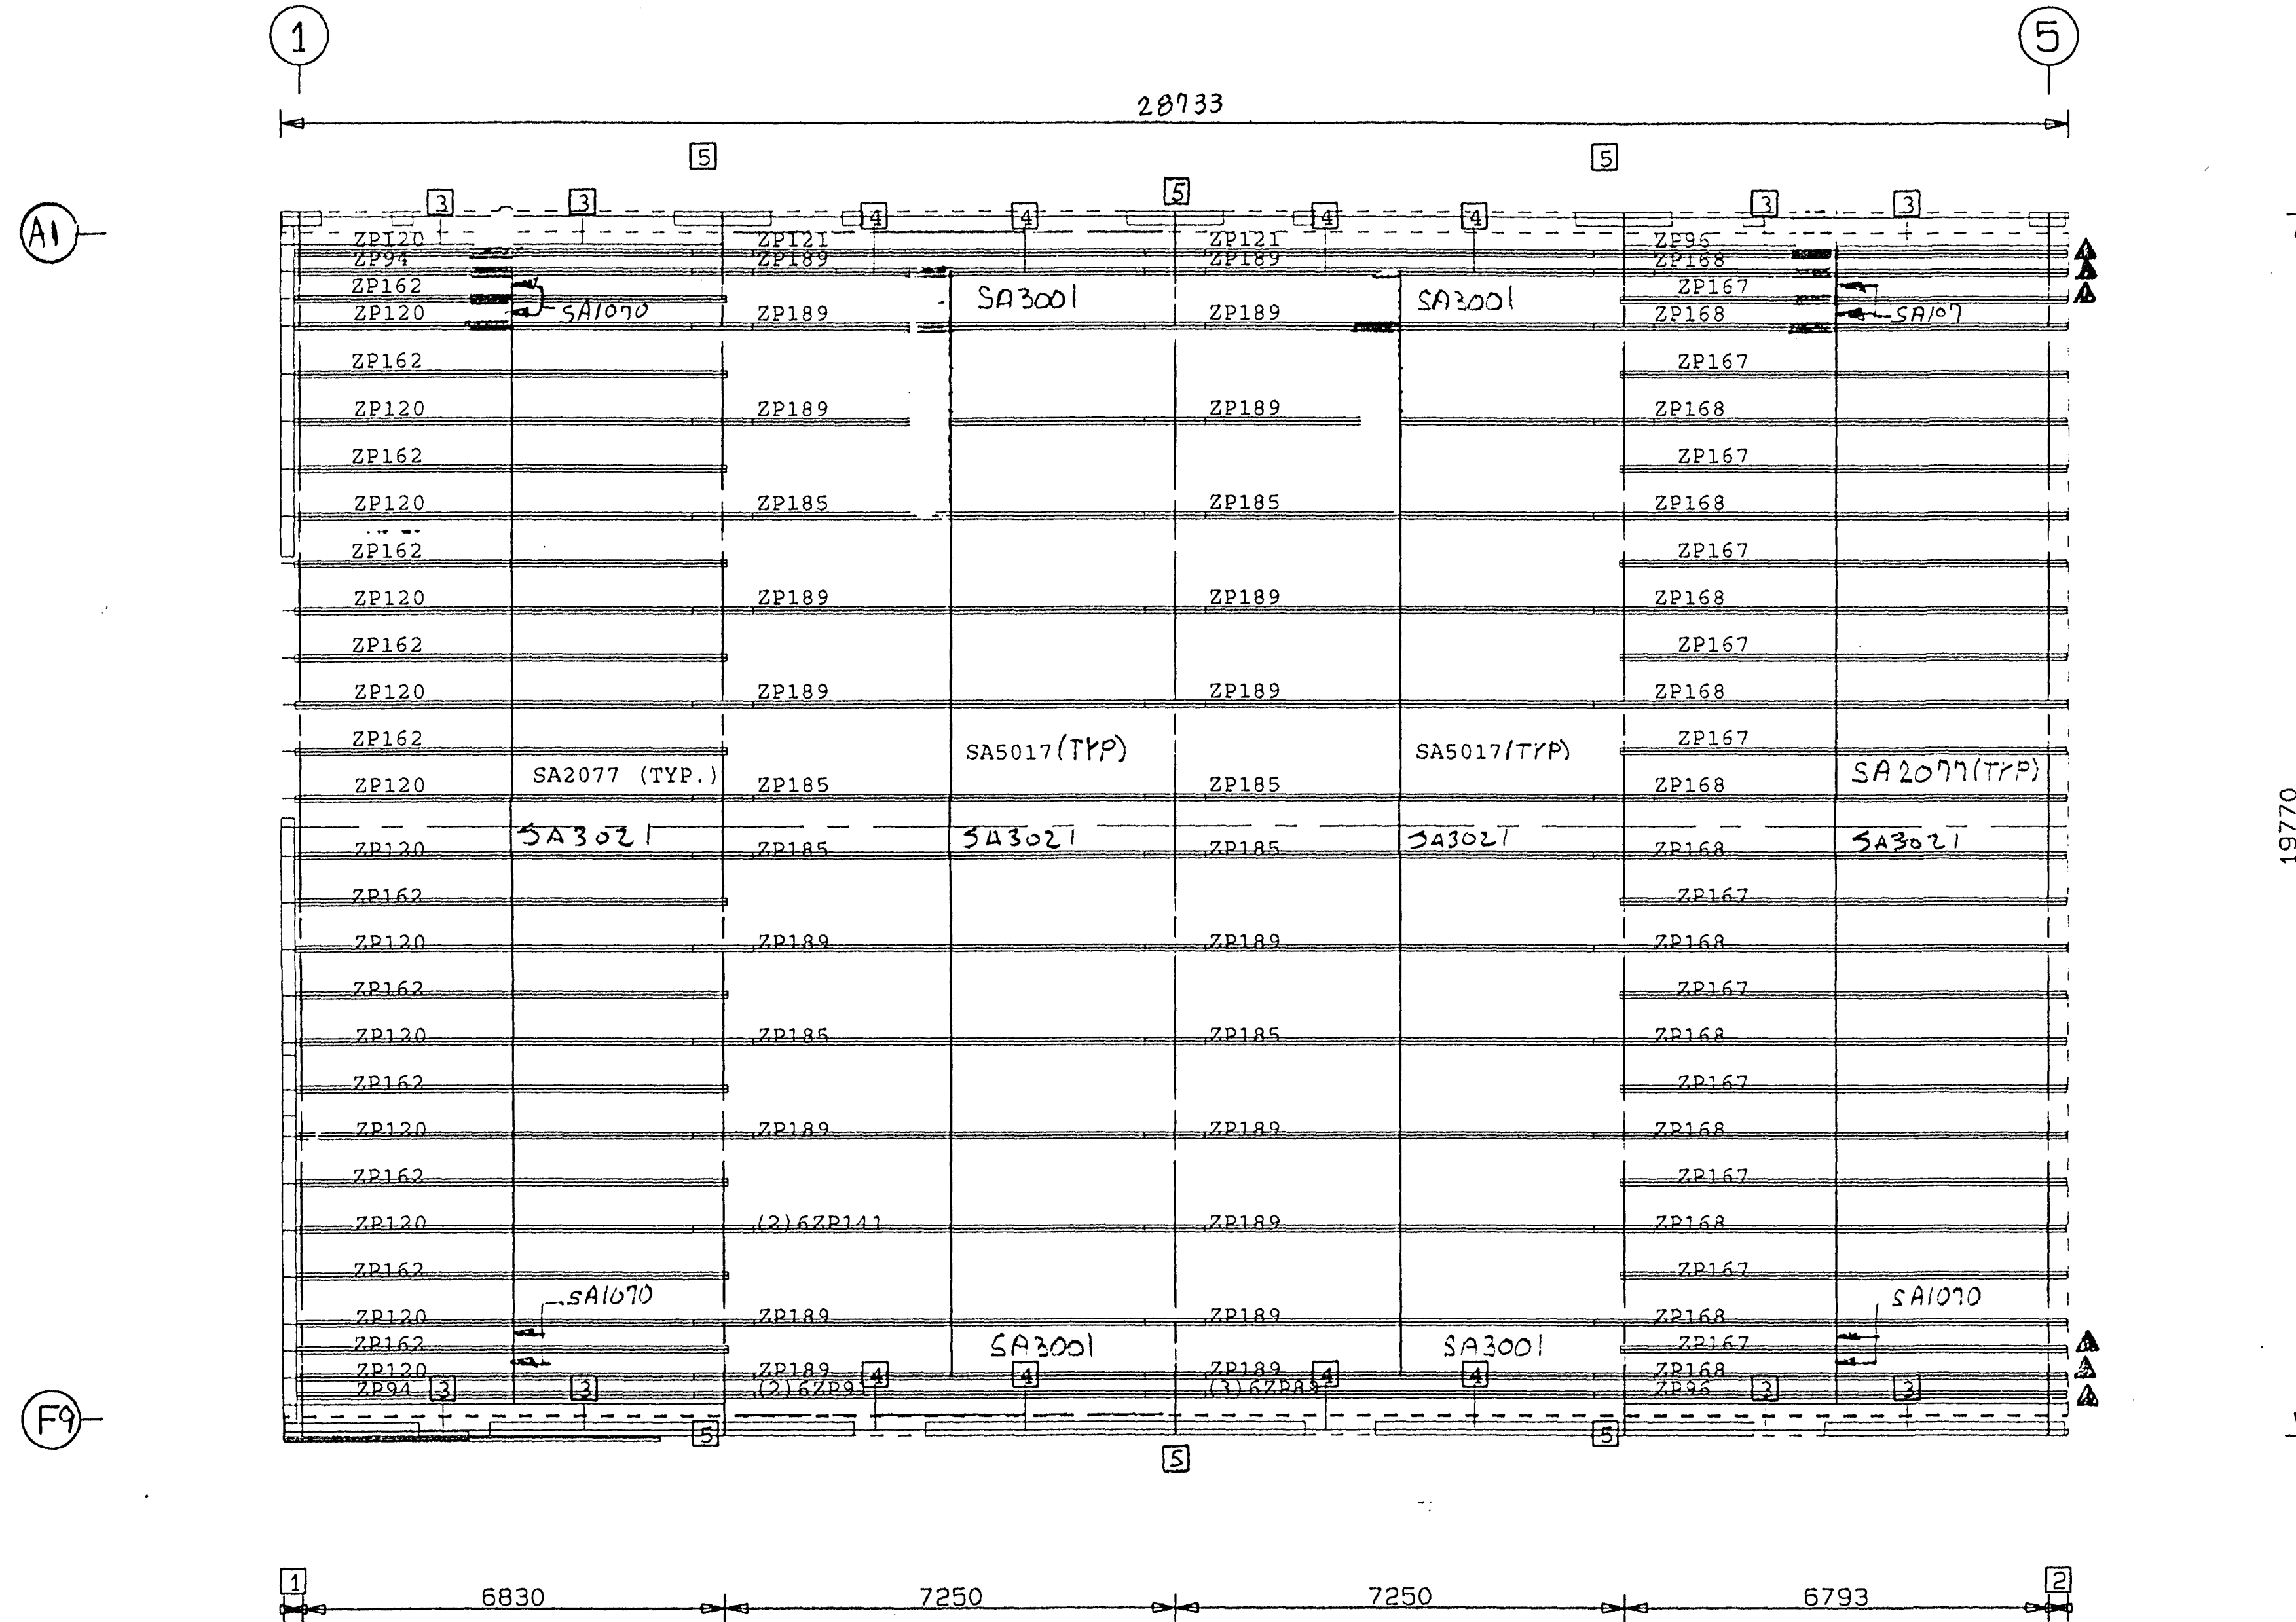 1 5
28733
5 5
5
3 3 3 3
4 4 4 4
A1
ZP120 ZP121 ZP121 ZP96
ZP94 ZP189 ZP189 ZP168
ZP162 SA3001 SA3001 ZP167
ZP120 SA1070 ZP189 ZP189 ZP168 SA107
ZP162 ZP167
ZP120 ZP189 ZP189 ZP168
ZP162 ZP167
ZP120 ZP185 ZP185 ZP168
ZP162 ZP167
ZP120 ZP189 ZP189 ZP168
ZP162 ZP167
ZP120 ZP189 ZP189 ZP168
ZP162 SA5017(TYP) SA5017(TYP) ZP167
SA2077 (TYP.) SA2077(TYP)
ZP120 ZP185 ZP185 ZP168
19770
SA3021 SA3021 SA3021 SA3021
ZP120 ZP185 ZP185 ZP168
ZP162 ZP167
ZP120 ZP189 ZP189 ZP168
ZP162 ZP167
ZP120 ZP185 ZP185 ZP168
ZP162 ZP167
ZP120 ZP189 ZP189 ZP168
ZP162 ZP167
ZP120 (2)6ZP141 ZP189 ZP168
ZP162 ZP167
SA1070 SA1070
ZP120 ZP189 ZP189 ZP168
ZP162 SA3001 SA3001 ZP167
ZP120 ZP189 4 4 ZP189 4 4 ZP168
ZP94 3 3 (2)6ZP9 (3)6ZP89 ZP96 3 3
F9
5 5
5
1 2
6830 7250 7250 6793